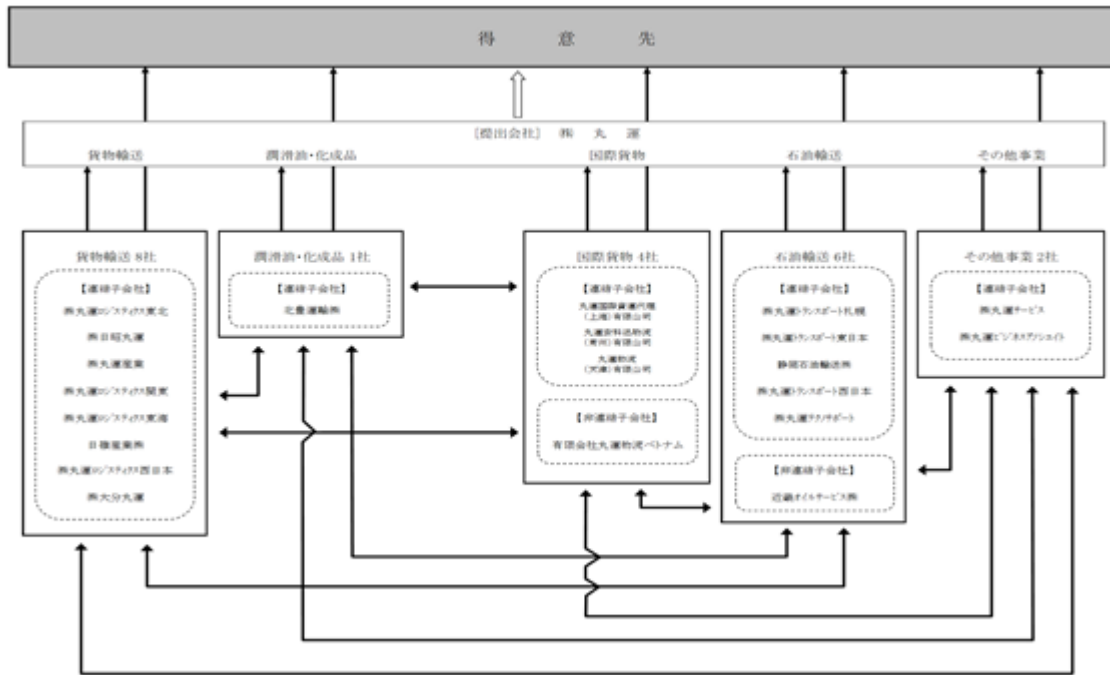 得意先
[提出会社] ㈱丸運
貨物輸送 潤滑油・化成品 国際貨物 石油輸送 その他事業
貨物輸送 8社
【連結子会社】
㈱丸運ロジスティクス東北
㈱日昭丸運
㈱丸運産業
㈱丸運ロジスティクス関東
㈱丸運ロジスティクス東海
㈱丸運ロジスティクス西日本
㈱大分丸運
潤滑油・化成品 1社
【連結子会社】
北豊運輸㈱
国際貨物 4社
【連結子会社】
丸運国際貨運代理
(上海)有限公司
(常州)有限公司
丸運物流
(天津)有限公司
【非連結子会社】
有限会社丸運物流ベトナム
石油輸送 6社
【連結子会社】
㈱丸運トランスポート札幌
㈱丸運トランスポート東日本
静岡石油輸送㈱
㈱丸運トランスポート西日本
㈱丸運テクノサポート
【非連結子会社】
近畿オイルサービス㈱
その他事業 2社
【連結子会社】
㈱丸運サービス
㈱丸運ビジネスアソシエイト